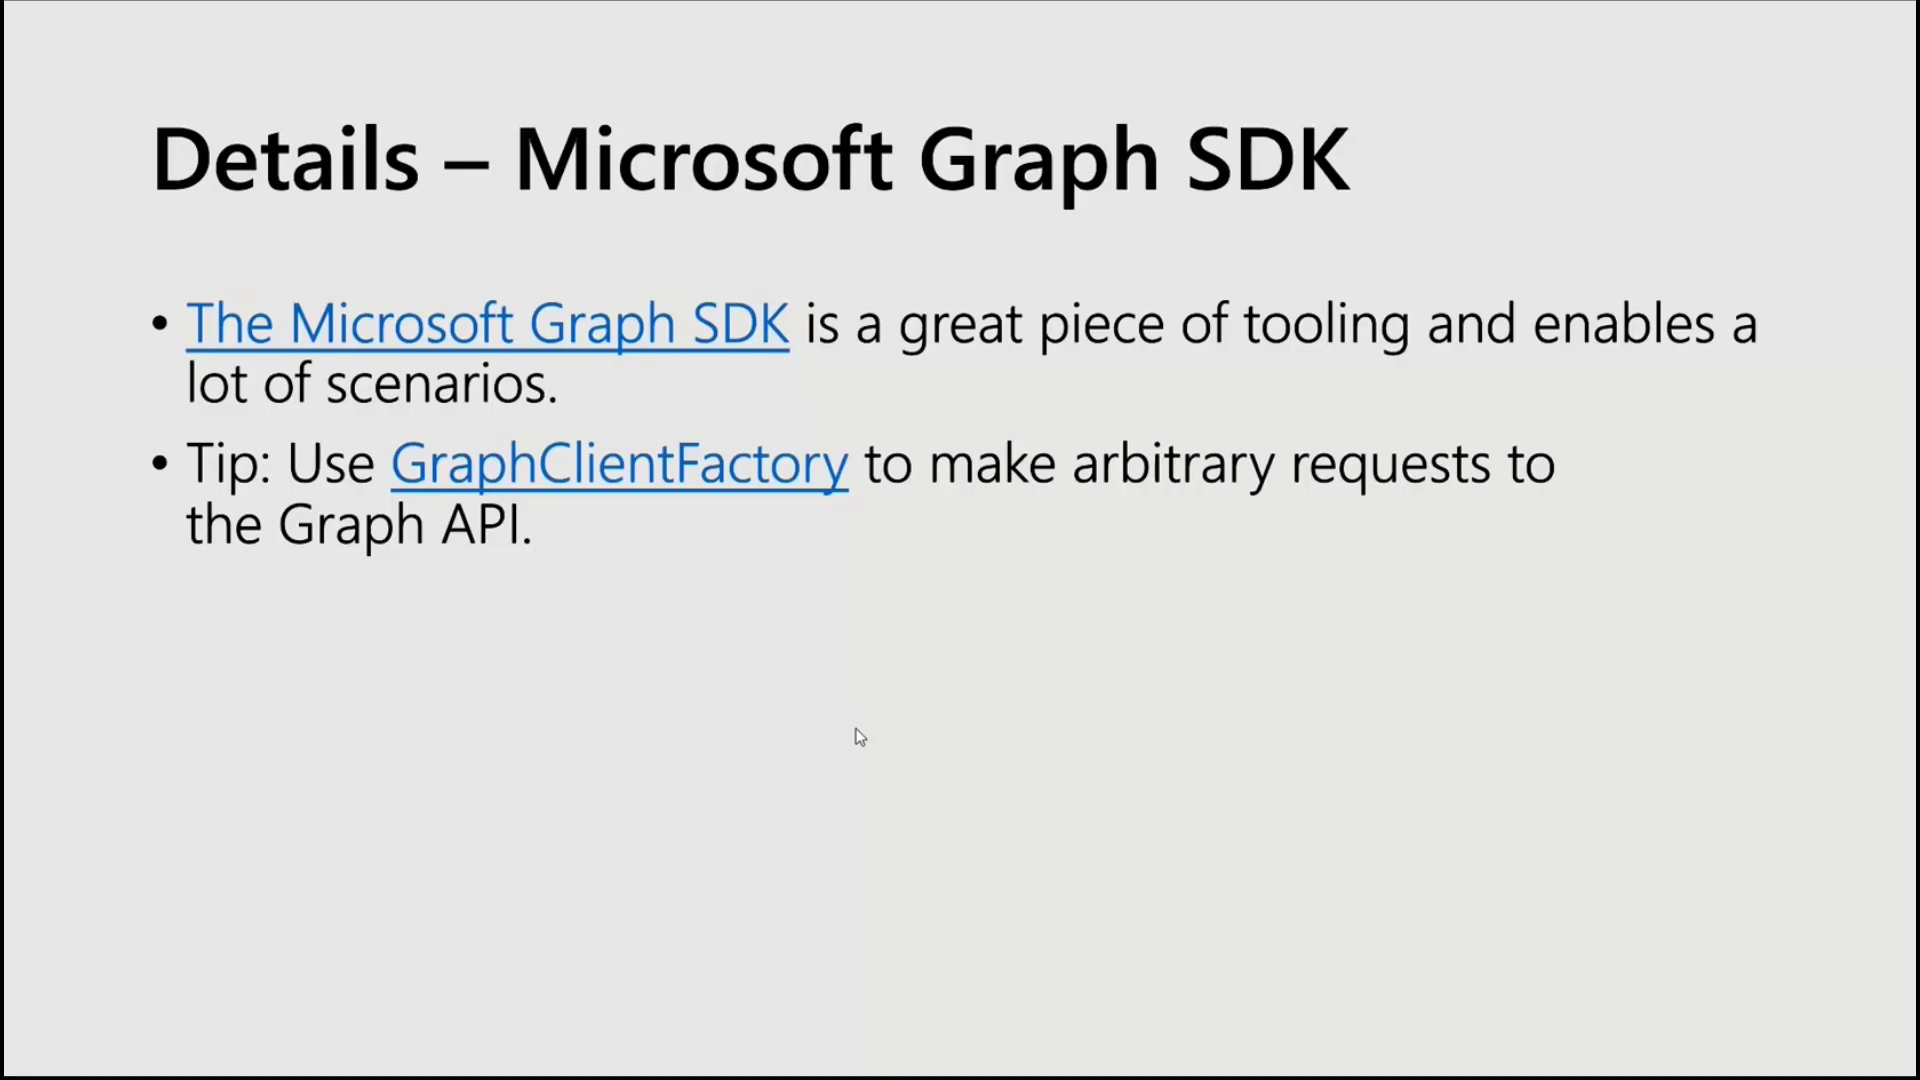 Details – Microsoft Graph SDK
• The Microsoft Graph SDK is a great piece of tooling and enables a
lot of scenarios.
• Tip: Use GraphClientFactory to make arbitrary requests to
the Graph API.